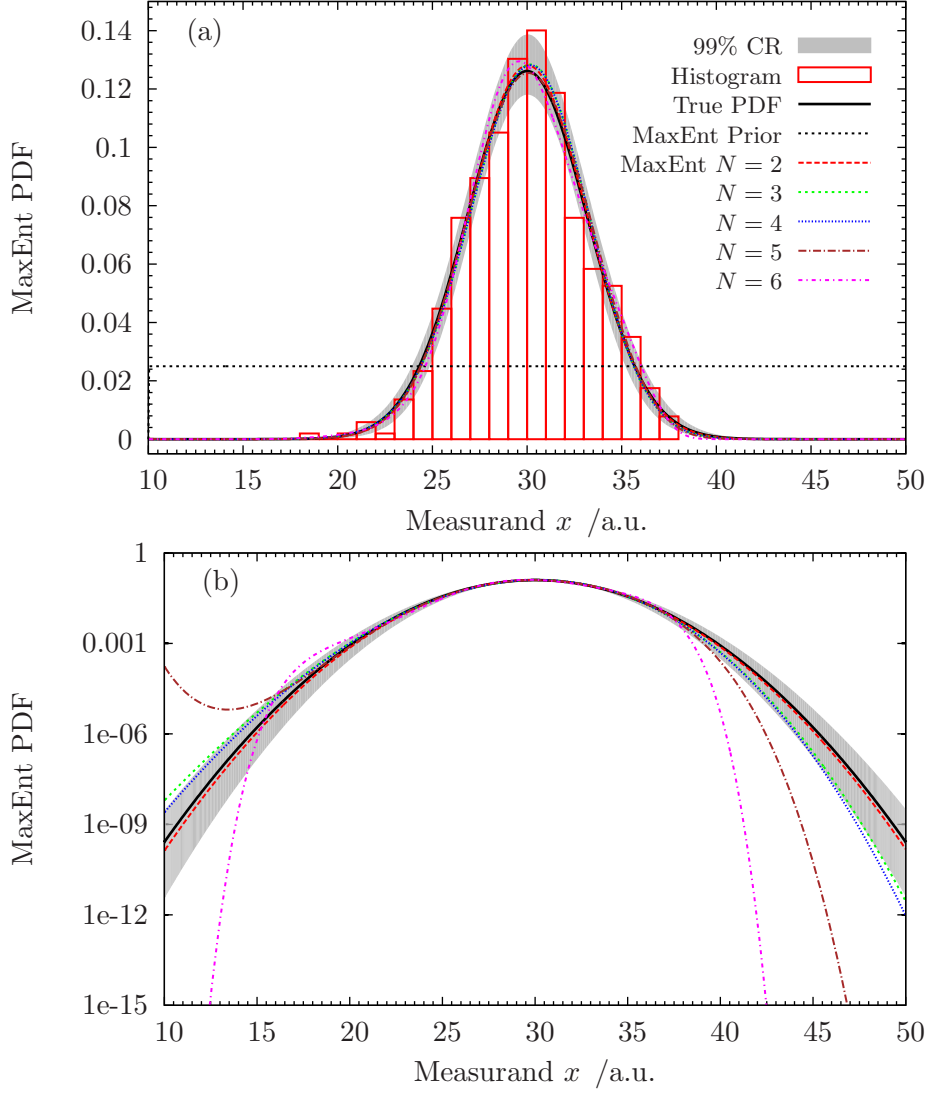 (a)
MaxEnt PDF
0.14
0.12
0.1
0.08
0.06
0.04
0.02
0
99% CR
Histogram
True PDF
MaxEnt Prior
MaxEnt N = 2
N = 3
N = 4
N = 5
N = 6
10 15 20 25 30 35 40 45 50
Measurand x /a.u.
(b)
MaxEnt PDF
1
0.001
1e-06
1e-09
1e-12
1e-15
10 15 20 25 30 35 40 45 50
Measurand x /a.u.